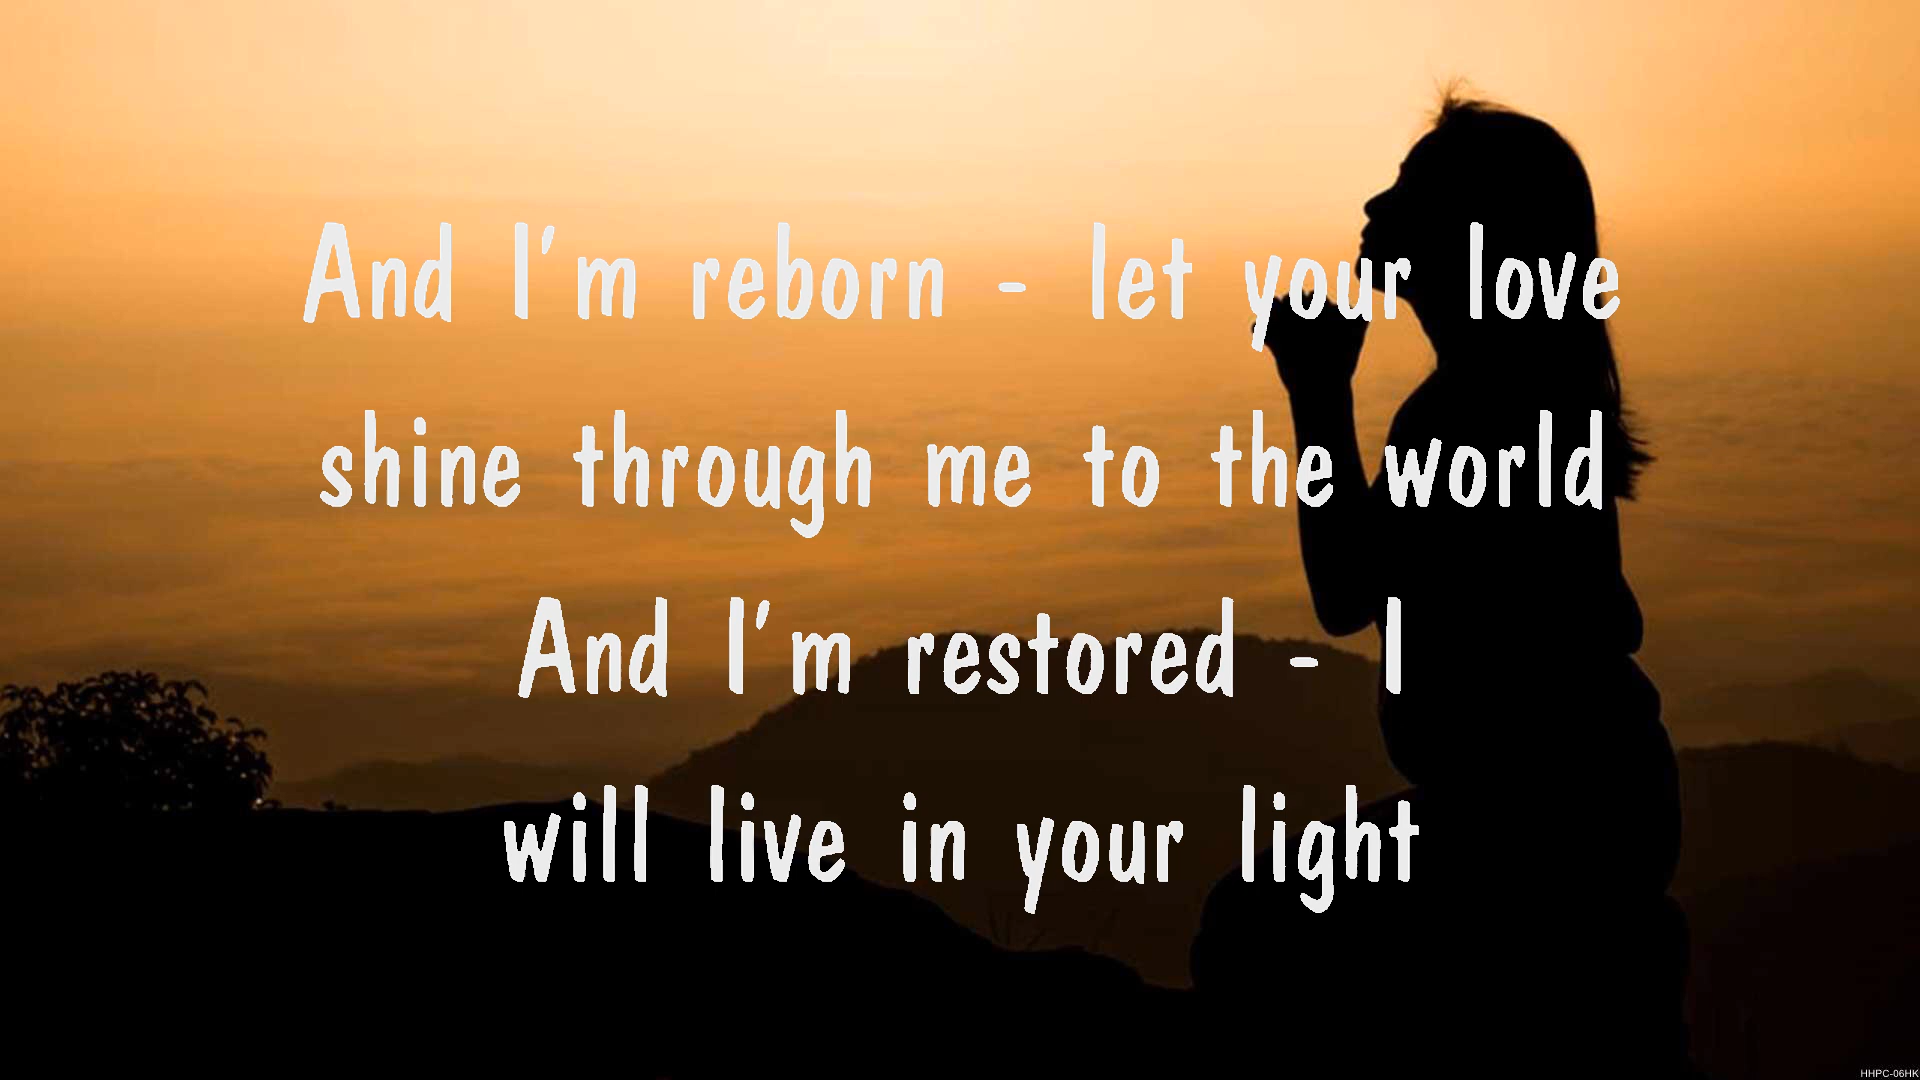 And I'm reborn - let your love
shine through me to the world
And I'm restored - I
will live in your light
HHPC-06HK